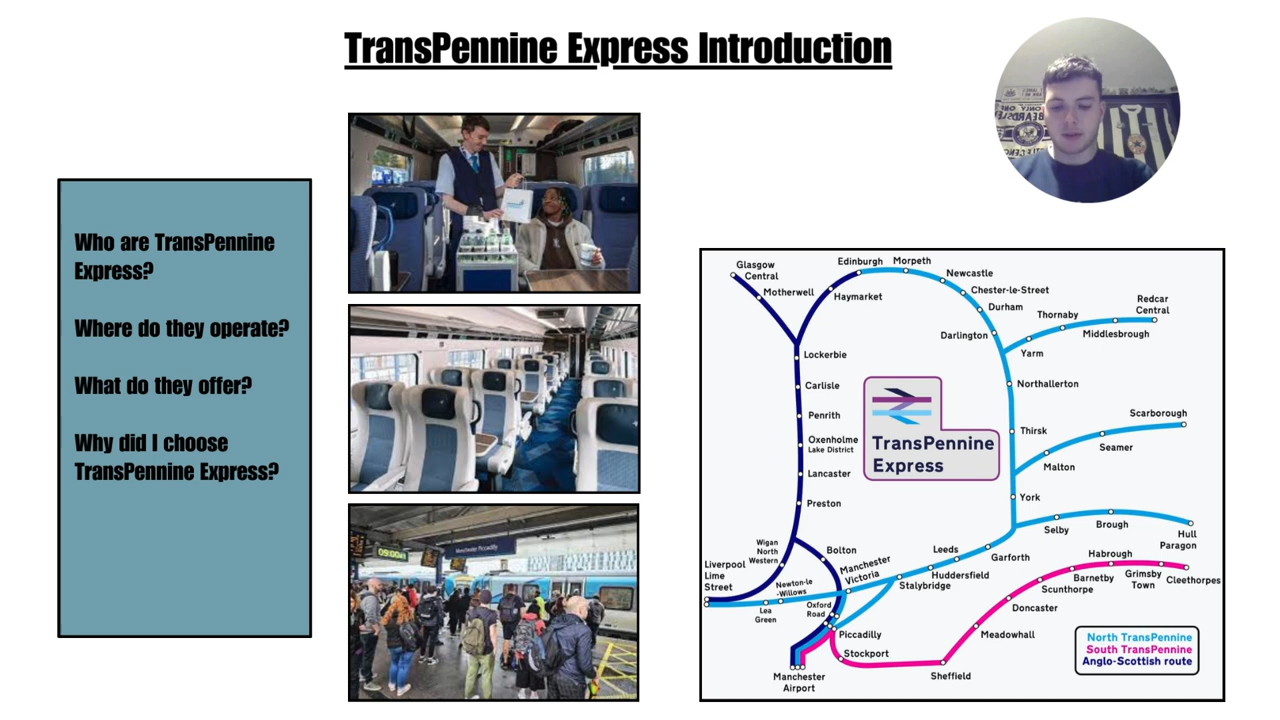 TransPennine Express Introduction
Who are TransPennine
Express?
Where do they operate?
What do they offer?
Why did I choose
TransPennine Express?
09:00
Manchester Piccadilly
Glasgow
Central
Motherwell
Edinburgh
Haymarket
Morpeth
Newcastle
Chester-le-Street
Durham
Darlington
Yarm
Thornaby
Middlesbrough
Redcar
Central
Lockerbie
Carlisle
Penrith
Oxenholme
Lake District
Lancaster
Preston
TransPennine
Express
Northallerton
Thirsk
Scarborough
Seamer
Malton
York
Selby
Brough
Hull
Paragon
Wigan
North
Western
Bolton
Manchester
Victoria
Leeds
Garforth
Huddersfield
Stalybridge
Liverpool
Lime
Street
Newton-le
-Willows
Lea
Green
Oxford
Road
Piccadilly
Stockport
Manchester
Airport
Sheffield
Meadowhall
Doncaster
Scunthorpe
Barnetby
Habrough
Grimsby
Town
Cleethorpes
North TransPennine
South TransPennine
Anglo-Scottish route